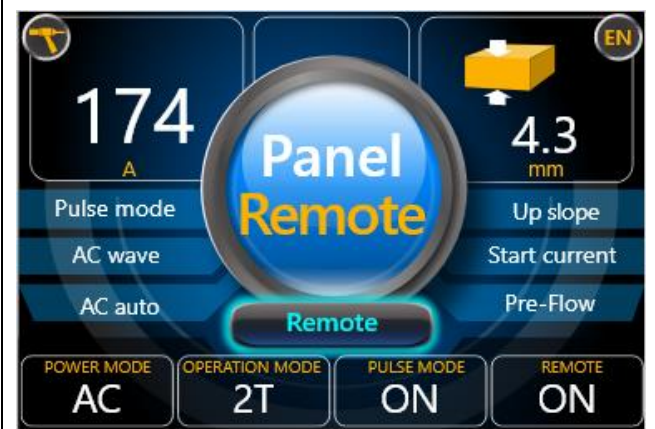 EN
174
A
4.3
mm
Panel
Remote
Pulse mode
AC wave
AC auto
Up slope
Start current
Pre-Flow
Remote
POWER MODE
AC
OPERATION MODE
2T
PULSE MODE
ON
REMOTE
ON